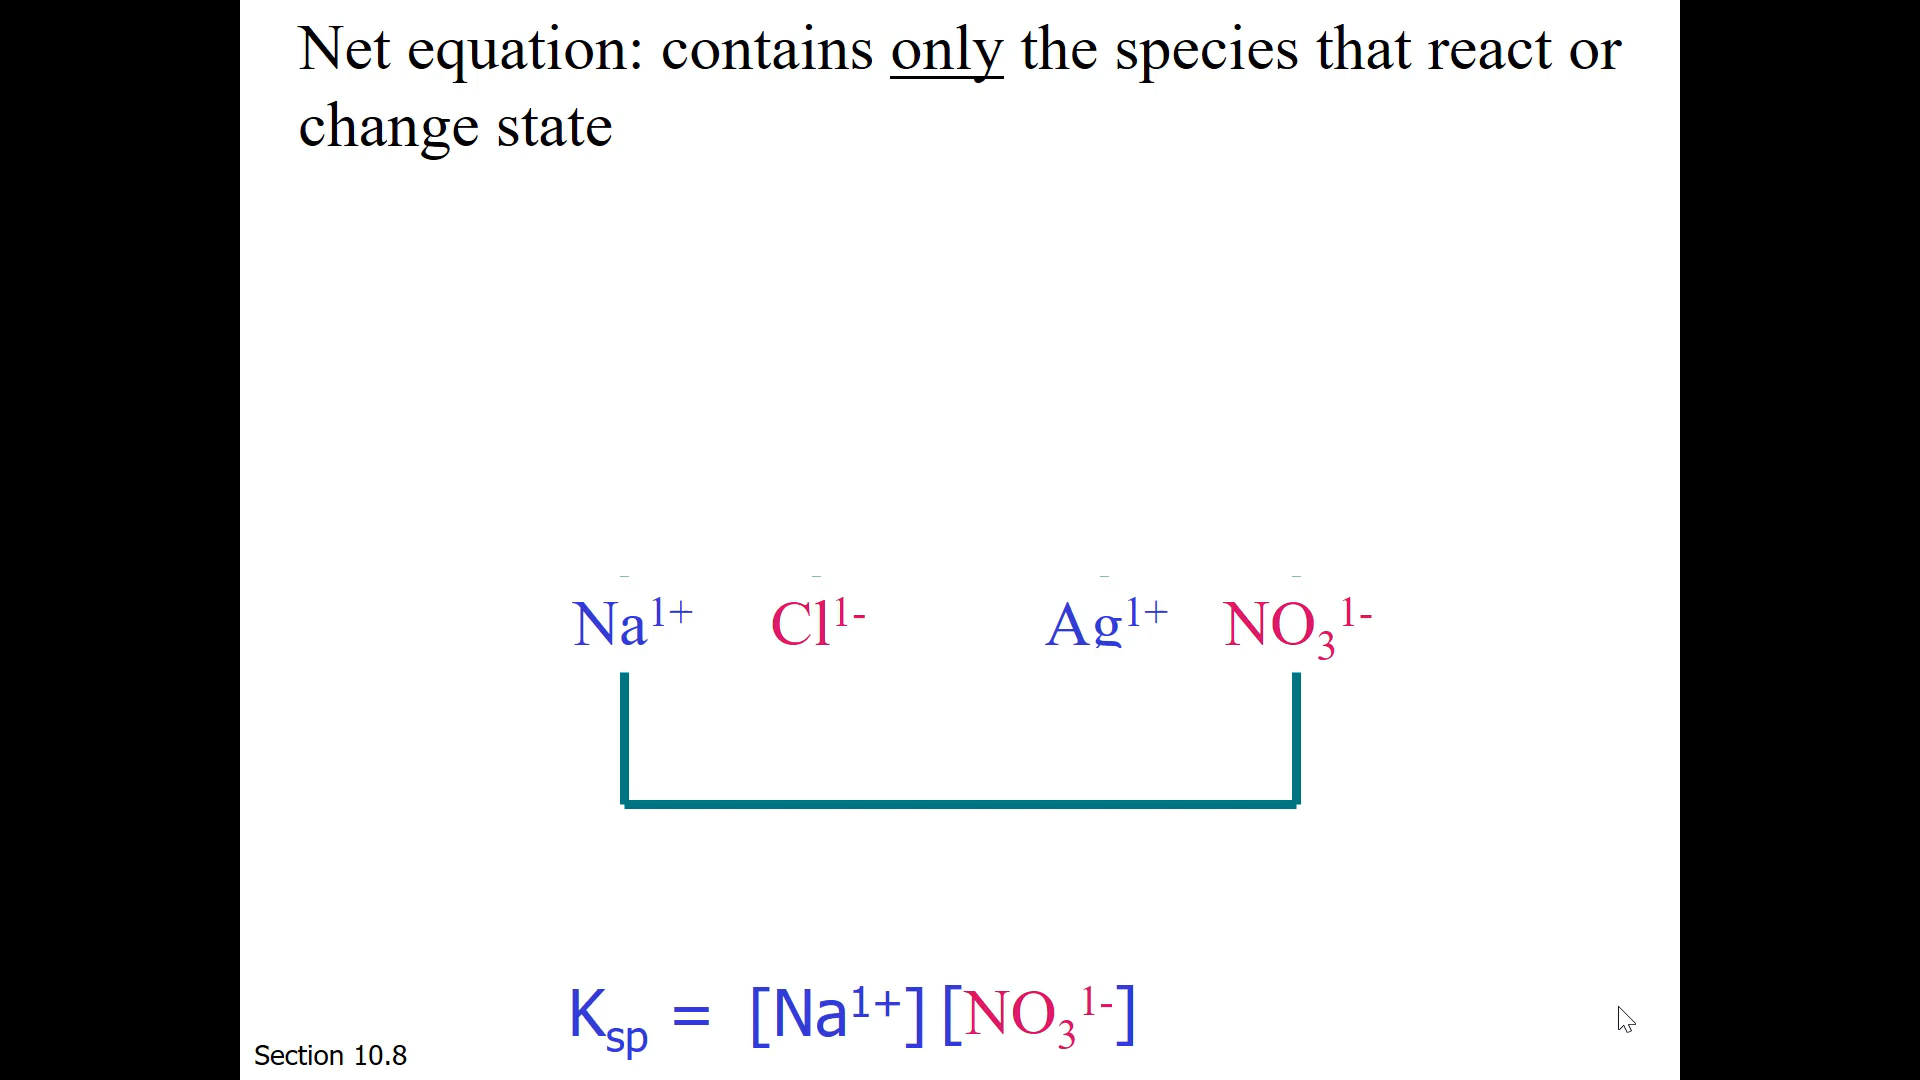 Net equation: contains only the species that react or
change state
Na¹⁺ Cl¹⁻ Ag¹⁺ NO₃¹⁻
Kₛₚ = [Na¹⁺][NO₃¹⁻]
Section 10.8